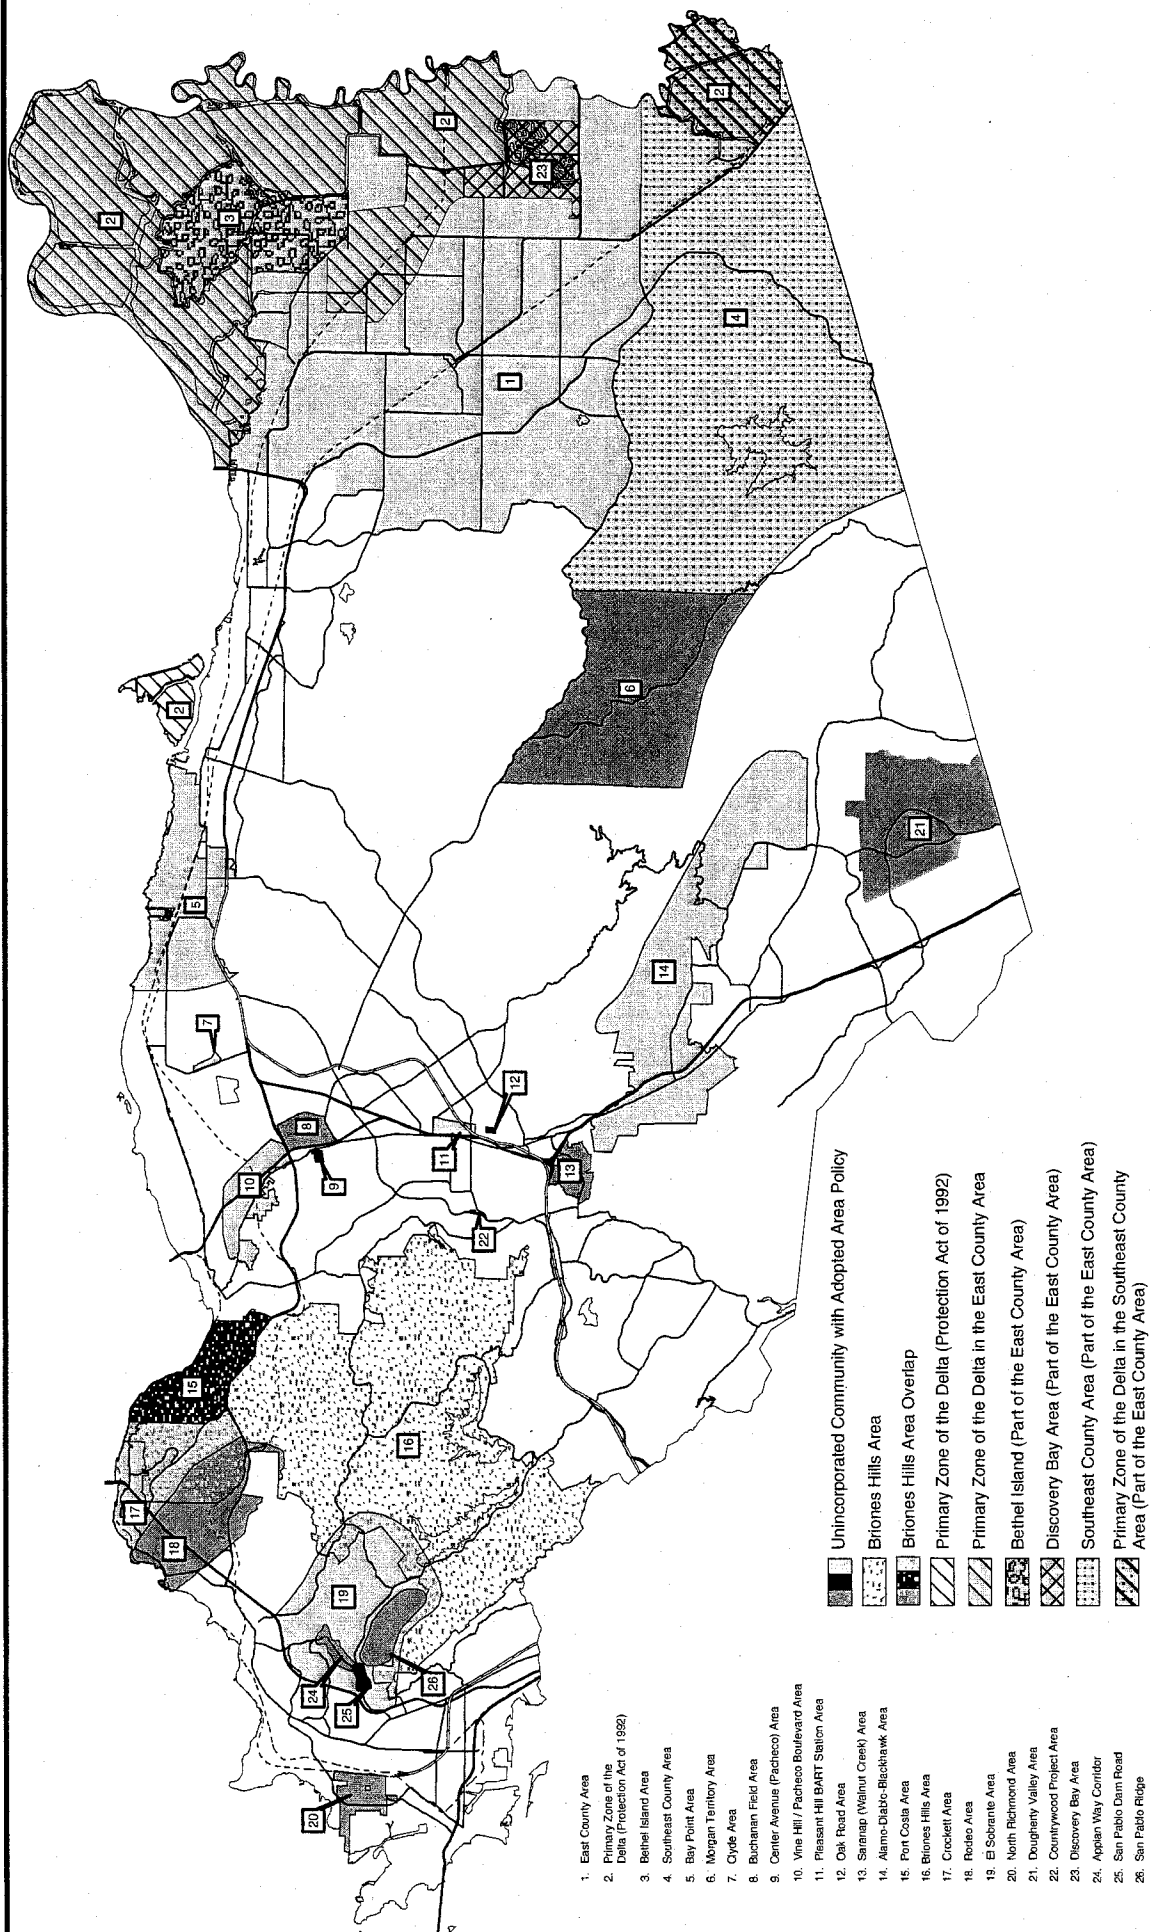 1. East County Area
2. Primary Zone of the
Delta (Protection Act of 1992)
3. Bethel Island Area
4. Southeast County Area
5. Bay Point Area
6. Morgan Territory Area
7. Clyde Area
8. Buchanan Field Area
9. Center Avenue (Pacheco) Area
10. Vine Hill / Pacheco Boulevard Area
11. Pleasant Hill BART Station Area
12. Oak Road Area
13. Saranap (Walnut Creek) Area
14. Alamo-Diablo-Blackhawk Area
15. Port Costa Area
16. Briones Hills Area
17. Crockett Area
18. Rodeo Area
19. El Sobrante Area
20. North Richmond Area
21. Dougherty Valley Area
22. Countrywood Project Area
23. Discovery Bay Area
24. Appian Way Corridor
25. San Pablo Dam Road
26. San Pablo Ridge
Unincorporated Community with Adopted Area Policy
Briones Hills Area
Briones Hills Area Overlap
Primary Zone of the Delta (Protection Act of 1992)
Primary Zone of the Delta in the East County Area
Bethel Island (Part of the East County Area)
Discovery Bay Area (Part of the East County Area)
Southeast County Area (Part of the East County Area)
Primary Zone of the Delta in the Southeast County
Area (Part of the East County Area)
20
24
25
26
19
18
17
15
16
10
9
8
22
11
12
13
7
5
14
21
2
6
1
4
2
3
2
23
2